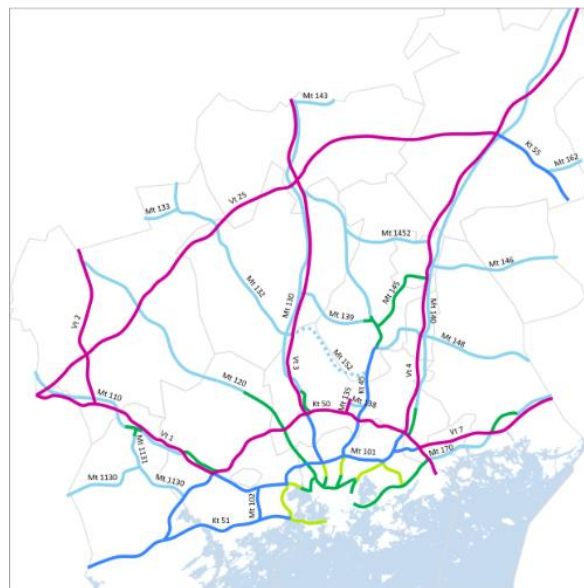 Mt 143
Kt 55
Mt 162
Vt 25
Mt 133
Mt 1452
Mt 146
Mt 145
Mt 132
Mt 130
Mt 140
Vt 2
Mt 139
Mt 148
Mt 152
Vt 3
Vt 4
Mt 120
Kt 45
Mt 110
Kt 50
Mt 135
Mt 138
Vt 1
Vt 7
Mt 1131
Mt 101
Mt 170
Mt 1130
Mt 1130
Mt 102
Kt 51